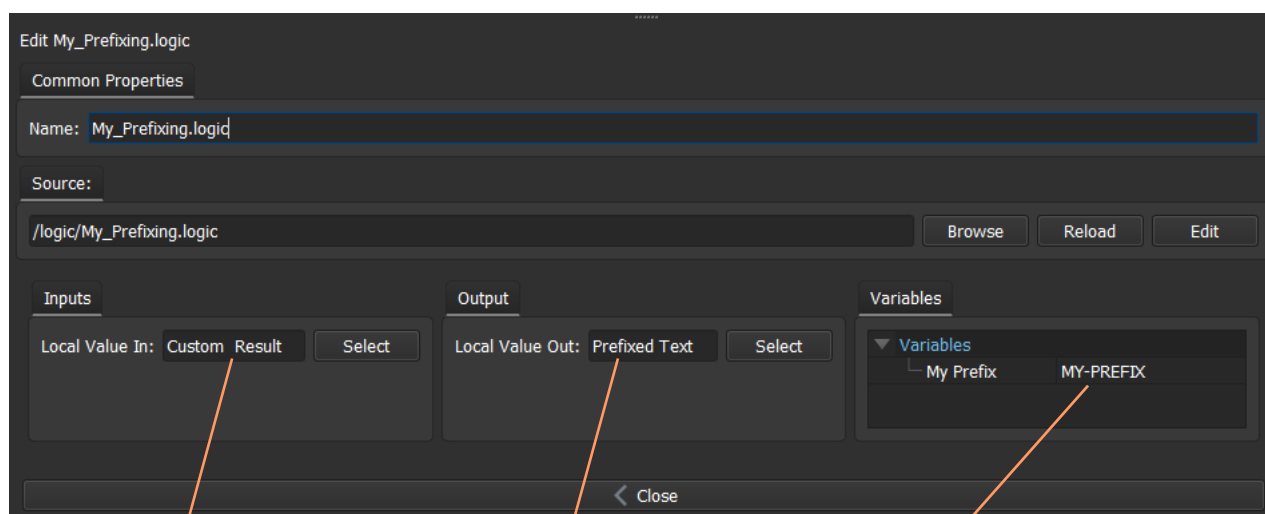 Edit My_Prefixing.logic
Common Properties
Name: My_Prefixing.logic
Source:
/logic/My_Prefixing.logic Browse Reload Edit
Inputs Output Variables
Local Value In: Custom Result Select Local Value Out: Prefixed Text Select Variables
My Prefix MY-PREFIX
Close